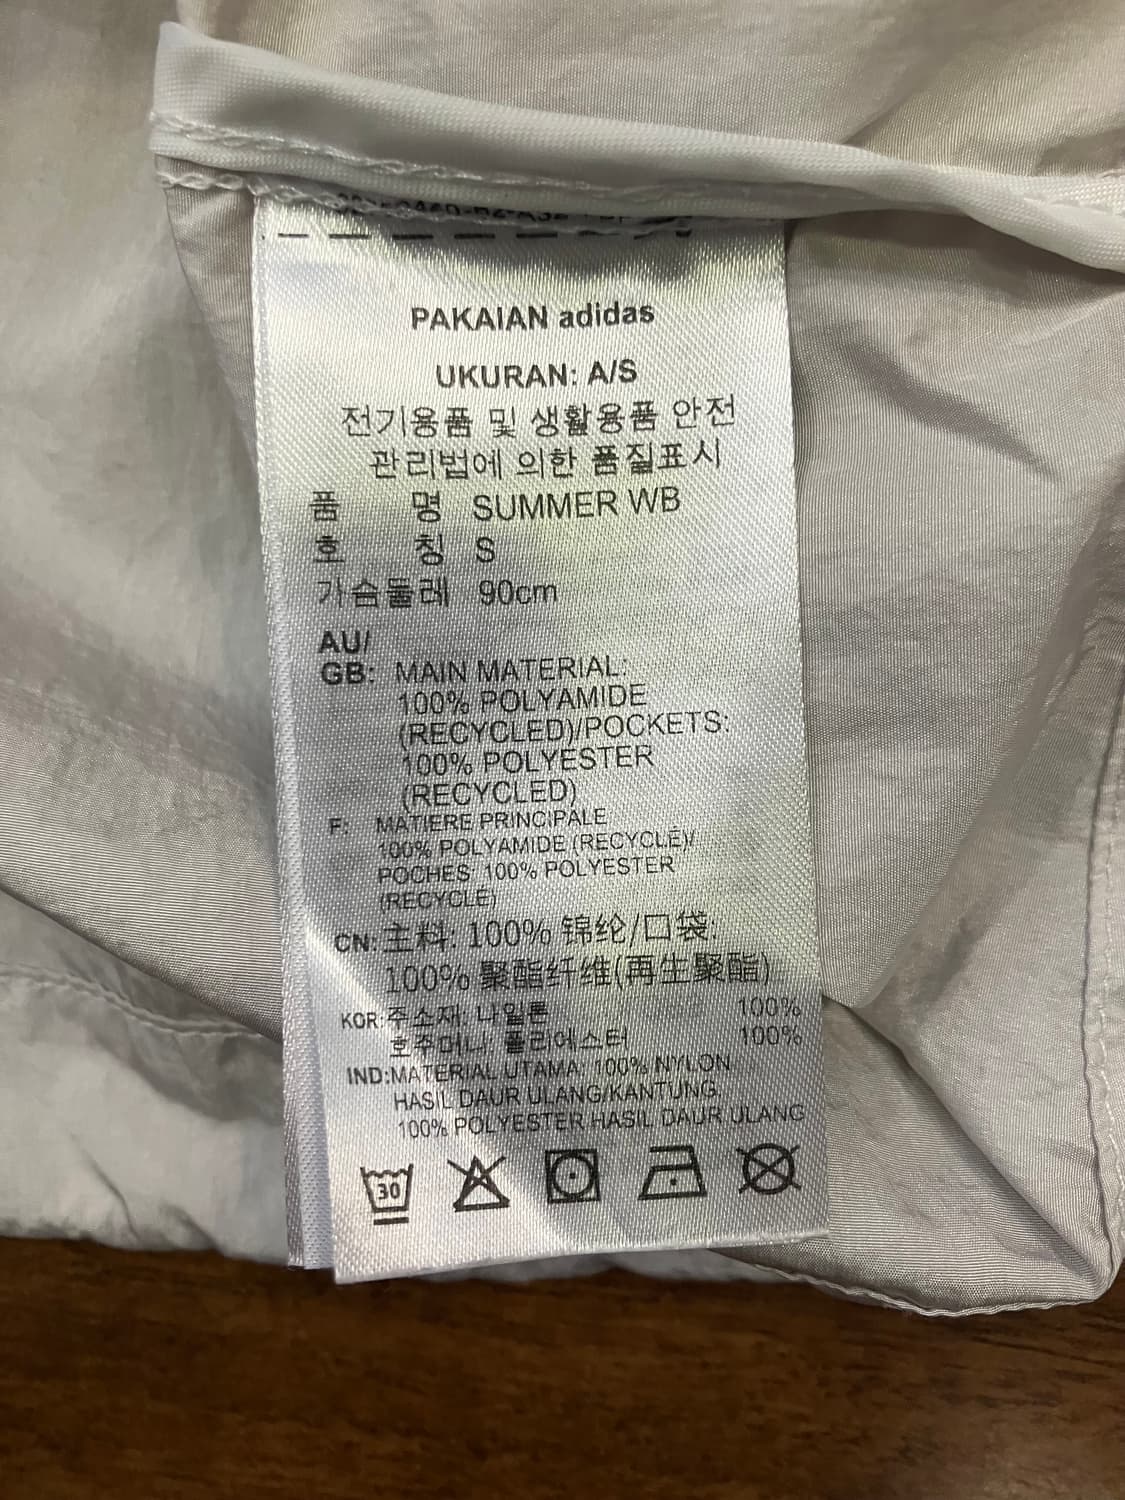 PAKAIAN adidas
UKURAN: A/S
전기용품 및 생활용품 안전
관리법에 의한 품질표시
품 명 SUMMER WB
호 칭 S
가슴둘레 90cm
AU/
GB: MAIN MATERIAL:
100% POLYAMIDE
(RECYCLED)/POCKETS:
100% POLYESTER
(RECYCLED)
F: MATIERE PRINCIPALE
100% POLYAMIDE (RECYCLÉ)/
POCHES: 100% POLYESTER
(RECYCLÉ)
CN: 主料: 100% 锦纶/口袋:
100% 聚酯纤维(再生聚酯)
KOR: 주소재: 나일론 100%
호주머니: 폴리에스터 100%
IND:MATERIAL UTAMA: 100% NYLON
HASIL DAUR ULANG/KANTUNG:
100% POLYESTER HASIL DAUR ULANG
30